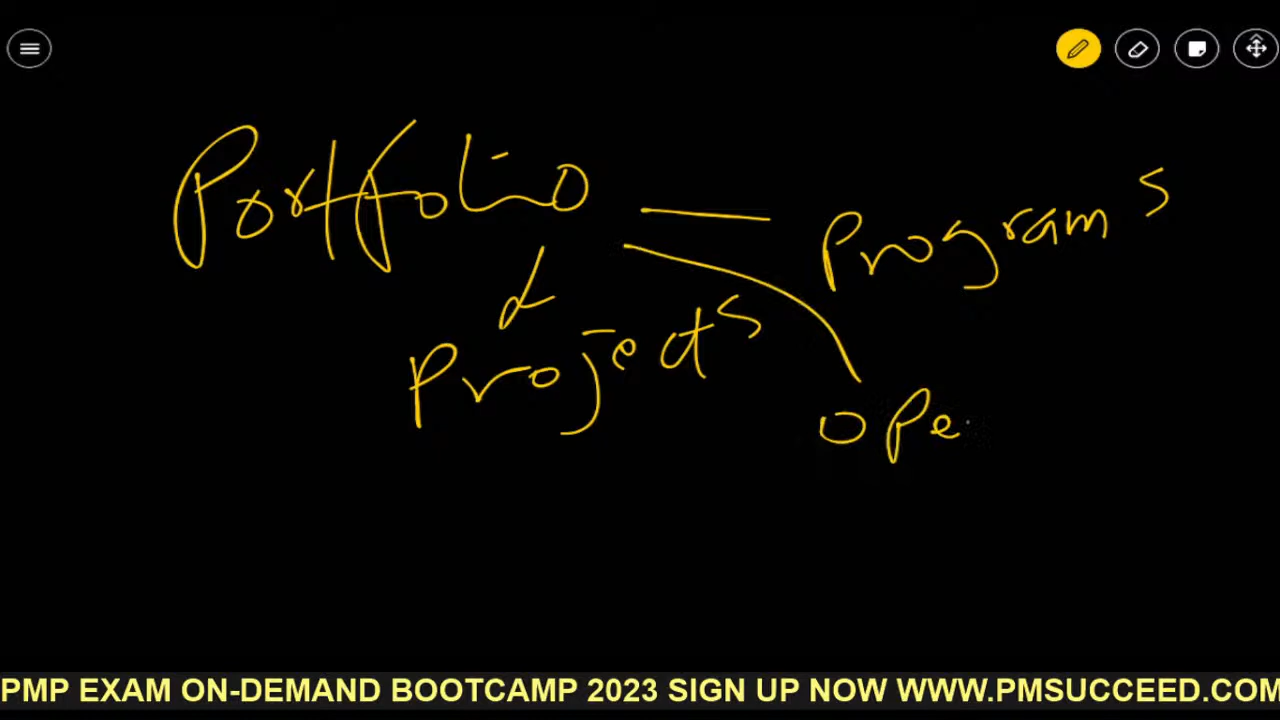 Portfolio
Programs
Projects
ope
PMP EXAM ON-DEMAND BOOTCAMP 2023 SIGN UP NOW WWW.PMSUCCEED.COM